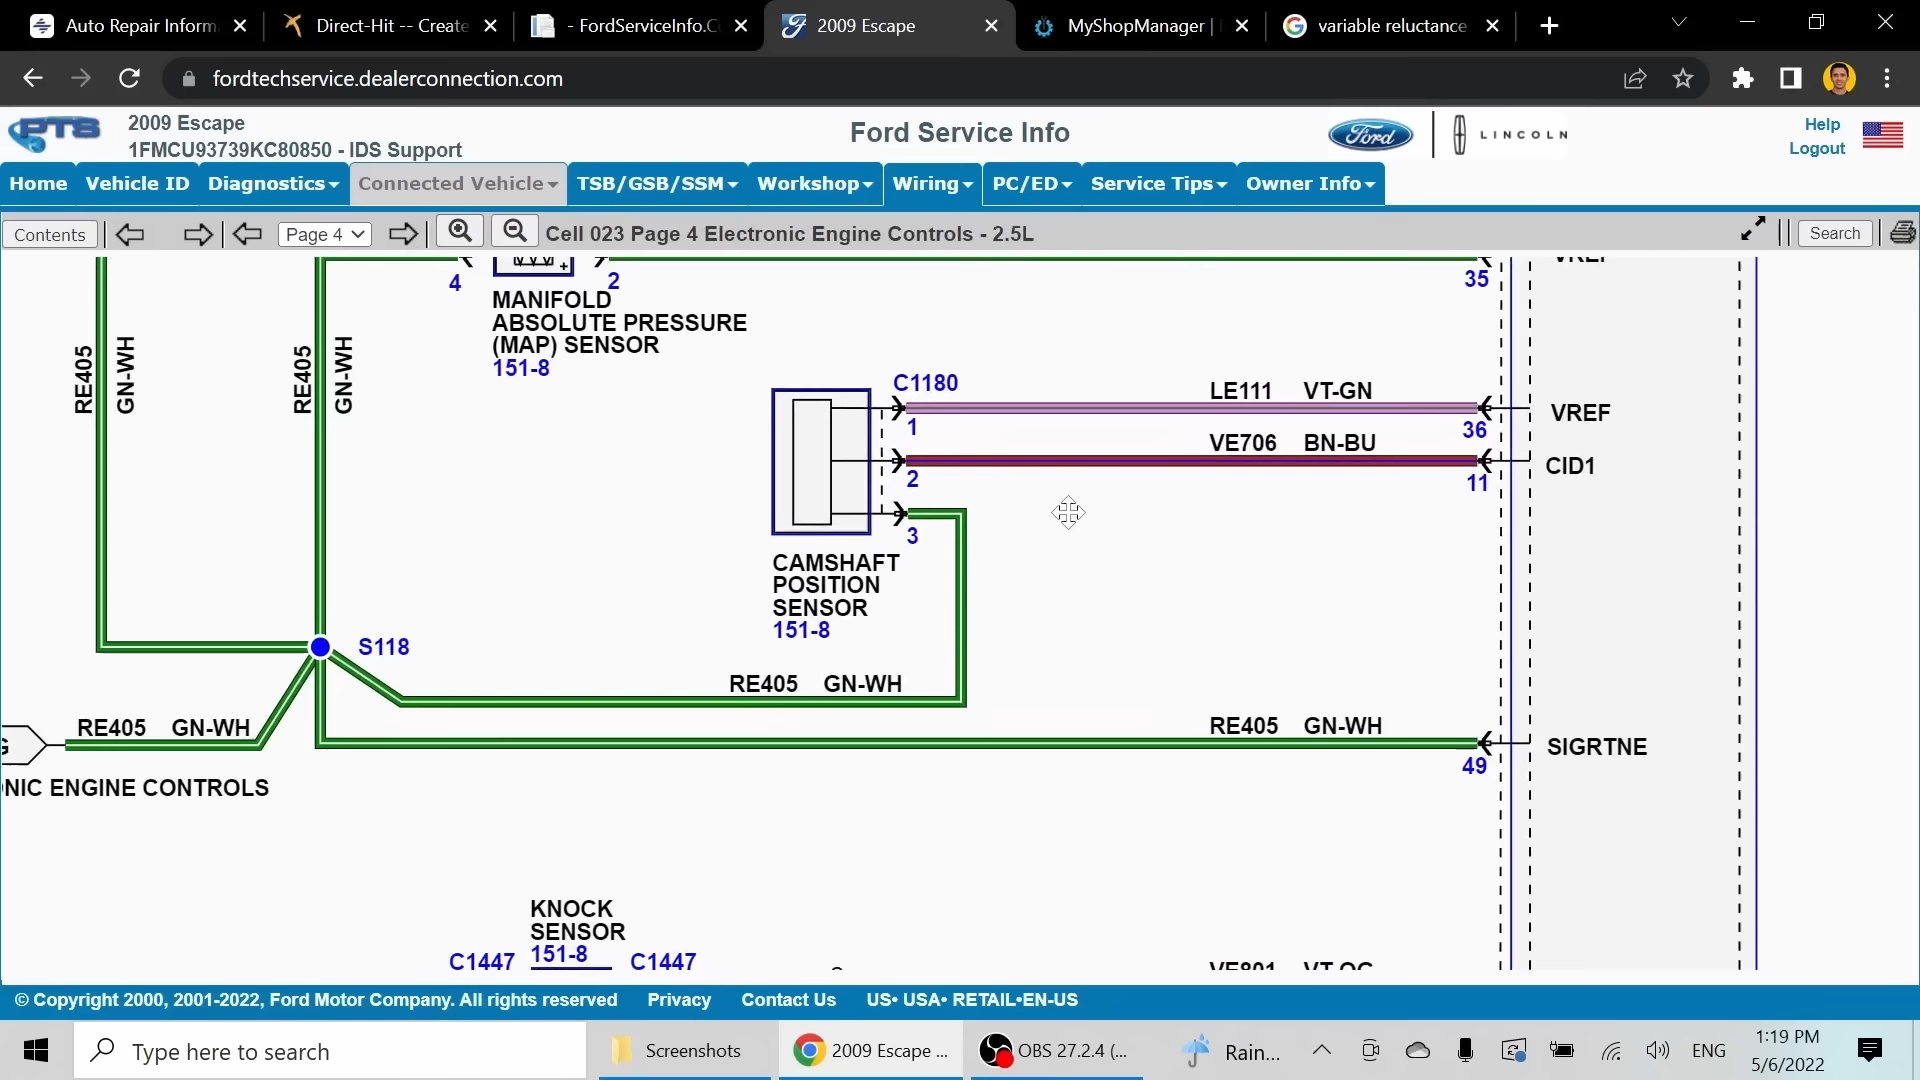 Auto Repair Inform
Direct-Hit -- Create
- FordServiceInfo.C
2009 Escape
MyShopManager |
variable reluctance
fordtechservice.dealerconnection.com
PTS
2009 Escape
1FMCU93739KC80850 - IDS Support
Ford Service Info
Ford
LINCOLN
Help
Logout
Home Vehicle ID Diagnostics Connected Vehicle TSB/GSB/SSM Workshop Wiring PC/ED Service Tips Owner Info
Contents Page 4 Cell 023 Page 4 Electronic Engine Controls - 2.5L Search
4 2 35 VREF
MANIFOLD
ABSOLUTE PRESSURE
(MAP) SENSOR
151-8
RE405
GN-WH
RE405
GN-WH
C1180
LE111 VT-GN
1 36 VREF
VE706 BN-BU
2 11 CID1
3
CAMSHAFT
POSITION
SENSOR
151-8
S118
RE405 GN-WH
RE405 GN-WH
RE405 GN-WH
49 SIGRTNE
G
NIC ENGINE CONTROLS
KNOCK
SENSOR
151-8
C1447 C1447
VE801 VT-OG
© Copyright 2000, 2001-2022, Ford Motor Company. All rights reserved Privacy Contact Us US• USA• RETAIL•EN-US
Type here to search
Screenshots
2009 Escape ...
OBS 27.2.4 (...
Rain...
ENG
1:19 PM
5/6/2022